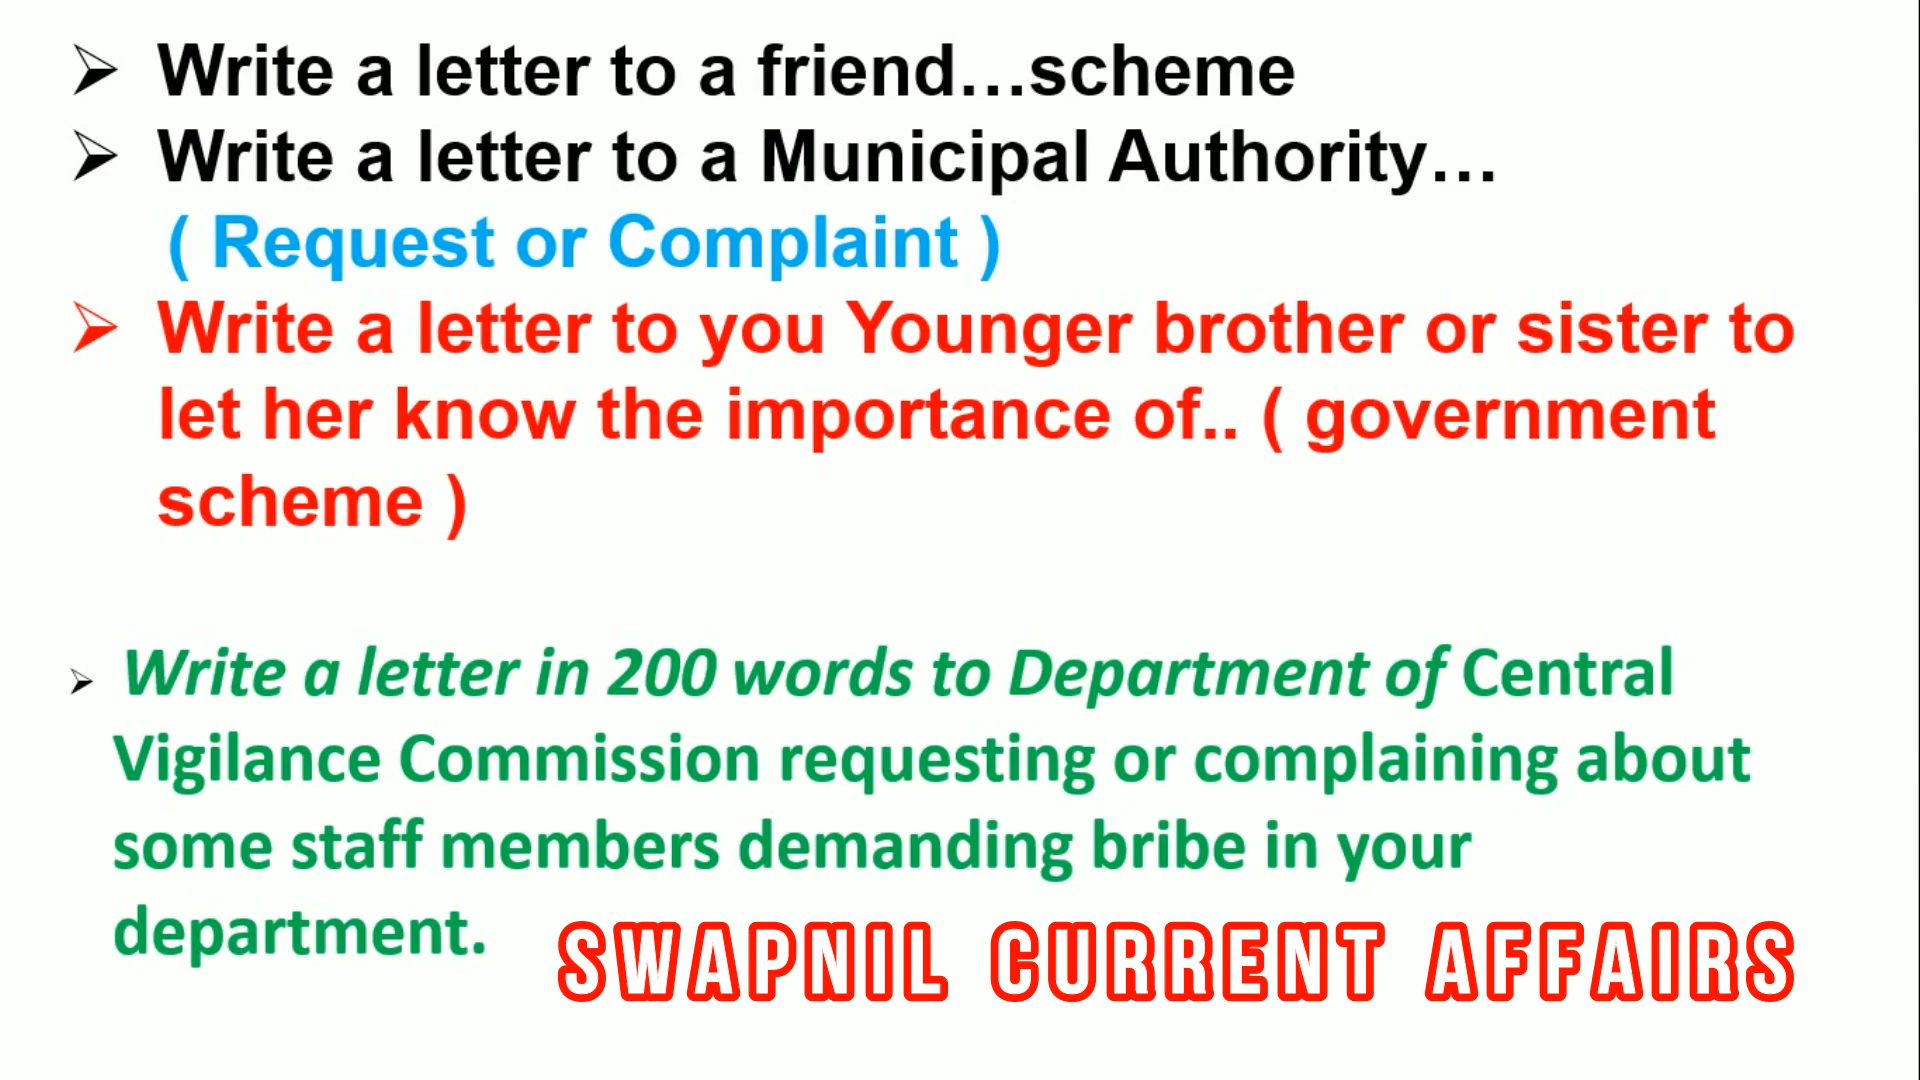 ➢ Write a letter to a friend...scheme
➢ Write a letter to a Municipal Authority...
( Request or Complaint )
➢ Write a letter to you Younger brother or sister to
let her know the importance of.. ( government
scheme )
➢ Write a letter in 200 words to Department of Central
Vigilance Commission requesting or complaining about
some staff members demanding bribe in your
department.
SWAPNIL CURRENT AFFAIRS